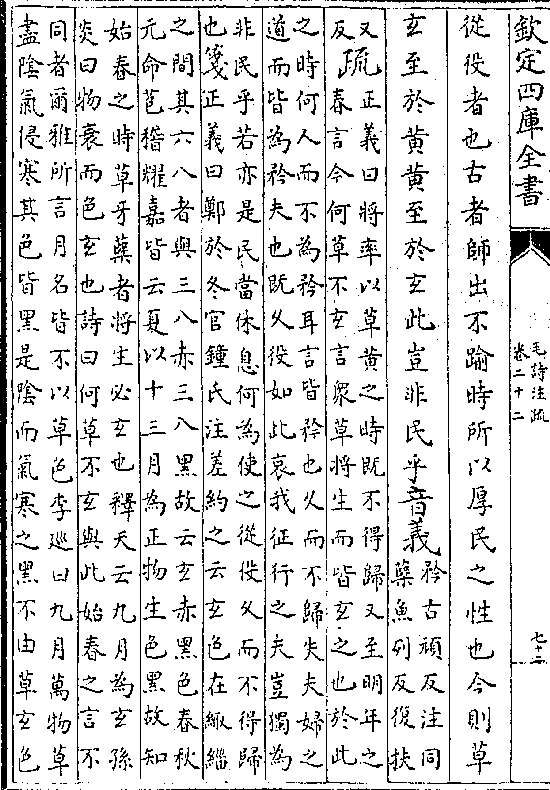 欽定四庫全書
毛詩注疏
卷二十二
七十二
從役者也古者師出不踰時所以厚民之性也今則草
玄至於黄黄至於玄此豈非民乎音義
矜古頑反注同
蘖魚列反復扶
又
反
疏
正義曰將率以草黄之時既不得歸又至明年之
春言今何草不玄言衆草將生而皆玄之也於此
之時何人而不為矜耳言皆矜也久而不歸失夫婦之
道而皆為矜夫也既久役如此哀我征行之夫豈獨為
非民乎若亦是民當休息何為使之從役久而不得歸
也箋正義曰鄭於冬官鍾氏注差約之云玄色在緅緇
之間其六入者與三入赤三入黑故云玄赤黑色春秋
元命苞稽耀嘉皆云夏以十三月為正物生色黑故知
始春之時草牙蘖者將生必玄也釋天云九月為玄孫
炎曰物衰而色玄也詩曰何草不玄與此始春之言不
同者爾雅所言月名皆不以草色李廵曰九月萬物草
盡陰氣侵寒其色皆黑是陰而氣寒之黑不由草玄色